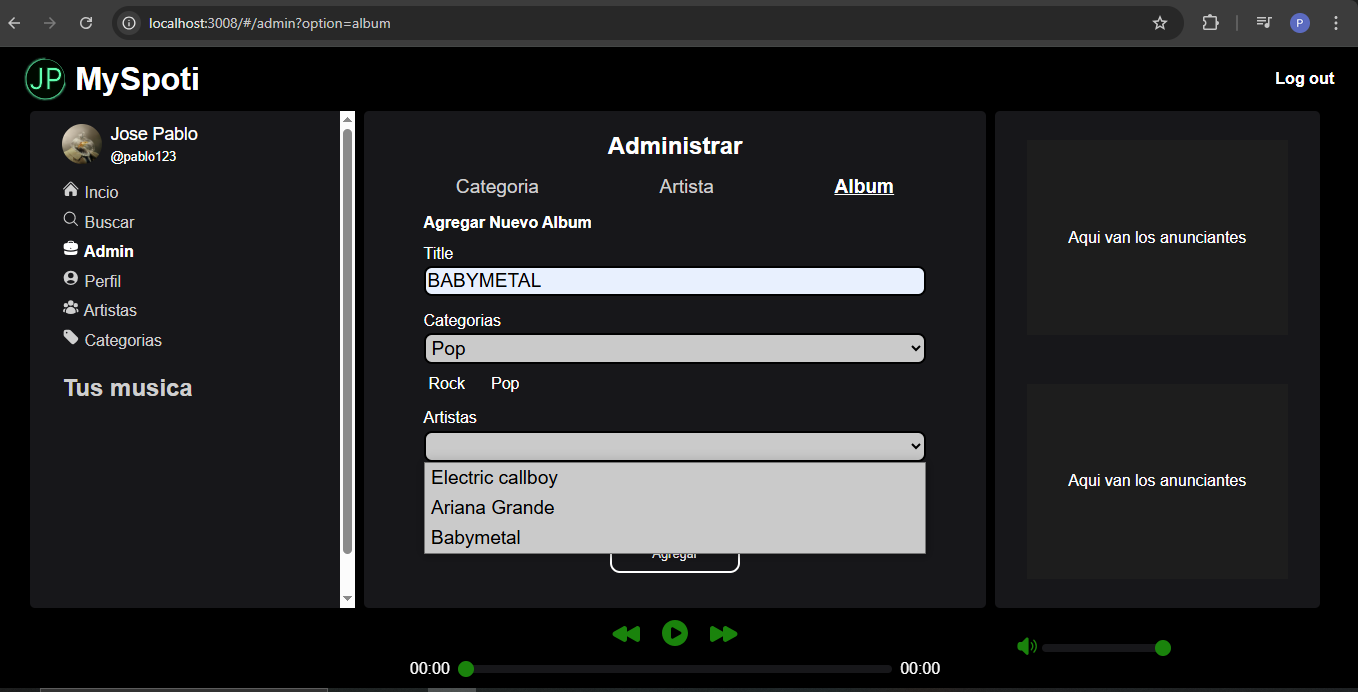 localhost:3008/#/admin?option=album
P
JP MySpoti
Log out
Jose Pablo
@pablo123
Incio
Buscar
Admin
Perfil
Artistas
Categorias
Tus musica
Administrar
Categoria Artista Album
Agregar Nuevo Album
Title
BABYMETAL
Categorias
Pop
Rock Pop
Artistas
Electric callboy
Ariana Grande
Babymetal
Agregar
Aqui van los anunciantes
Aqui van los anunciantes
00:00 00:00